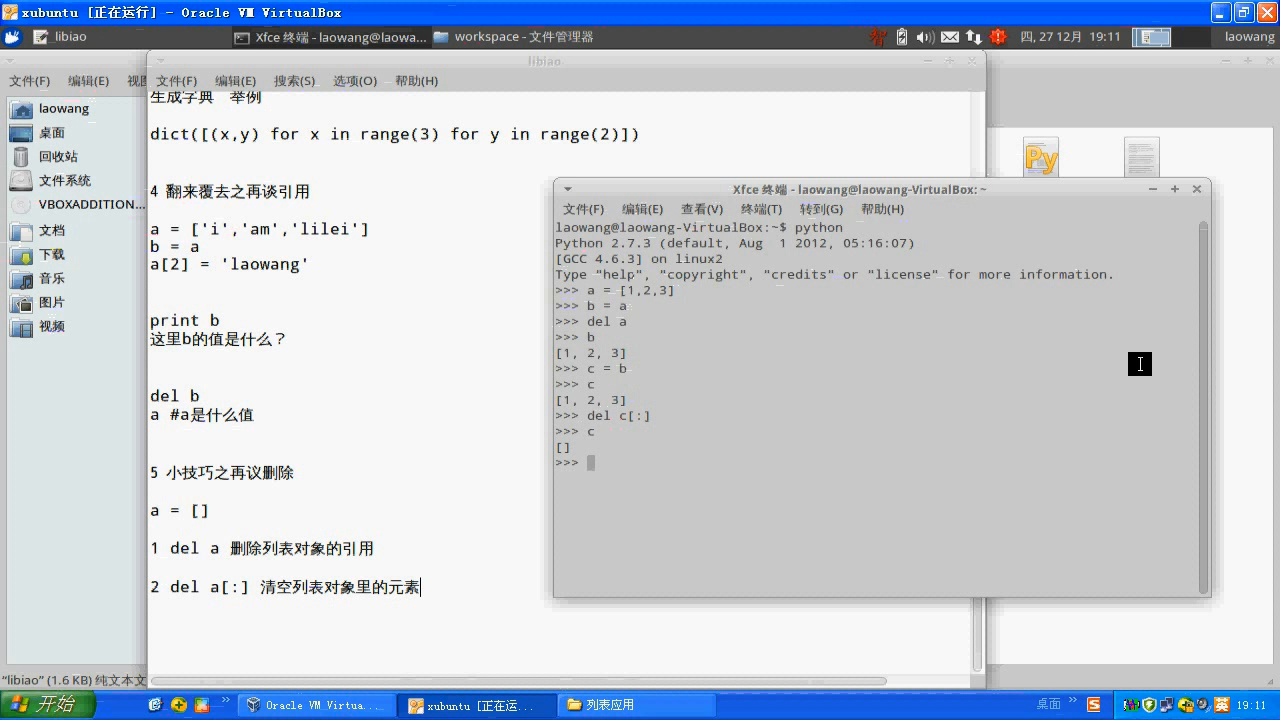 xubuntu [正在运行] - Oracle VM VirtualBox
libiao
Xfce 终端 - laowang@laowa...
workspace - 文件管理器
四, 27 12月 19:11
laowang
libiao
文件(F) 编辑(E) 视图
文件(F) 编辑(E) 搜索(S) 选项(O) 帮助(H)
laowang
桌面
回收站
文件系统
VBOXADDITION...
文档
下载
音乐
图片
视频
生成字典 举例
dict([(x,y) for x in range(3) for y in range(2)])
4 翻来覆去之再谈引用
a = ['i','am','lilei']
b = a
a[2] = 'laowang'
print b
这里b的值是什么？
del b
a #a是什么值
5 小技巧之再议删除
a = []
1 del a 删除列表对象的引用
2 del a[:] 清空列表对象里的元素
Xfce 终端 - laowang@laowang-VirtualBox: ~
文件(F) 编辑(E) 查看(V) 终端(T) 转到(G) 帮助(H)
laowang@laowang-VirtualBox:~$ python
Python 2.7.3 (default, Aug  1 2012, 05:16:07)
[GCC 4.6.3] on linux2
Type "help", "copyright", "credits" or "license" for more information.
>>> a = [1,2,3]
>>> b = a
>>> del a
>>> b
[1, 2, 3]
>>> c = b
>>> c
[1, 2, 3]
>>> del c[:]
>>> c
[]
>>>
Py
“libiao” (1.6 KB) 纯文本文
开始
Oracle VM Virtua...
xubuntu [正在运...
列表应用
桌面
19:11